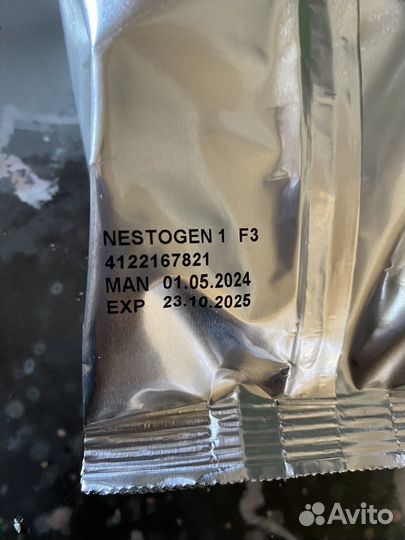 NESTOGEN 1 F3
4122167821
MAN 01.05.2024
EXP 23.10.2025
Avito